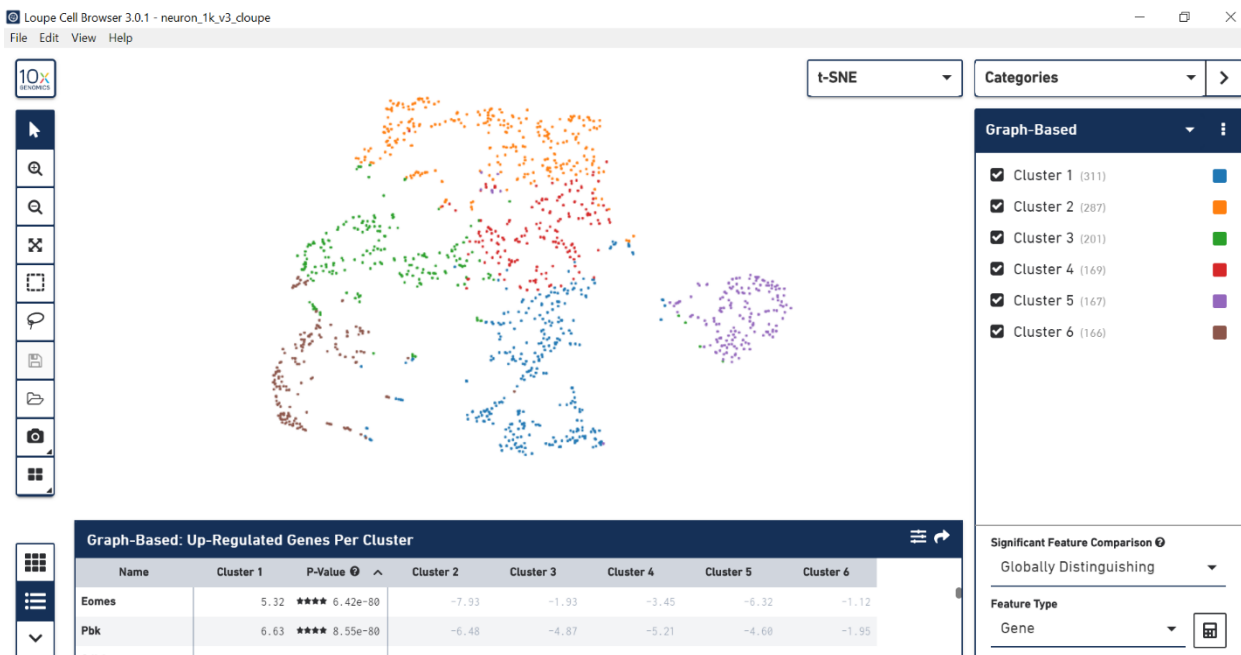 Loupe Cell Browser 3.0.1 - neuron_1k_v3_cloupe
File Edit View Help
10x
GENOMICS
t-SNE
Categories
Graph-Based
Cluster 1 (311)
Cluster 2 (287)
Cluster 3 (201)
Cluster 4 (169)
Cluster 5 (167)
Cluster 6 (166)
Graph-Based: Up-Regulated Genes Per Cluster
Name Cluster 1 P-Value Cluster 2 Cluster 3 Cluster 4 Cluster 5 Cluster 6
Eomes 5.32 ★★★★ 6.42e-80 -7.93 -1.93 -3.45 -6.32 -1.12
Pbk 6.63 ★★★★ 8.55e-80 -6.48 -4.87 -5.21 -4.60 -1.95
Significant Feature Comparison
Globally Distinguishing
Feature Type
Gene